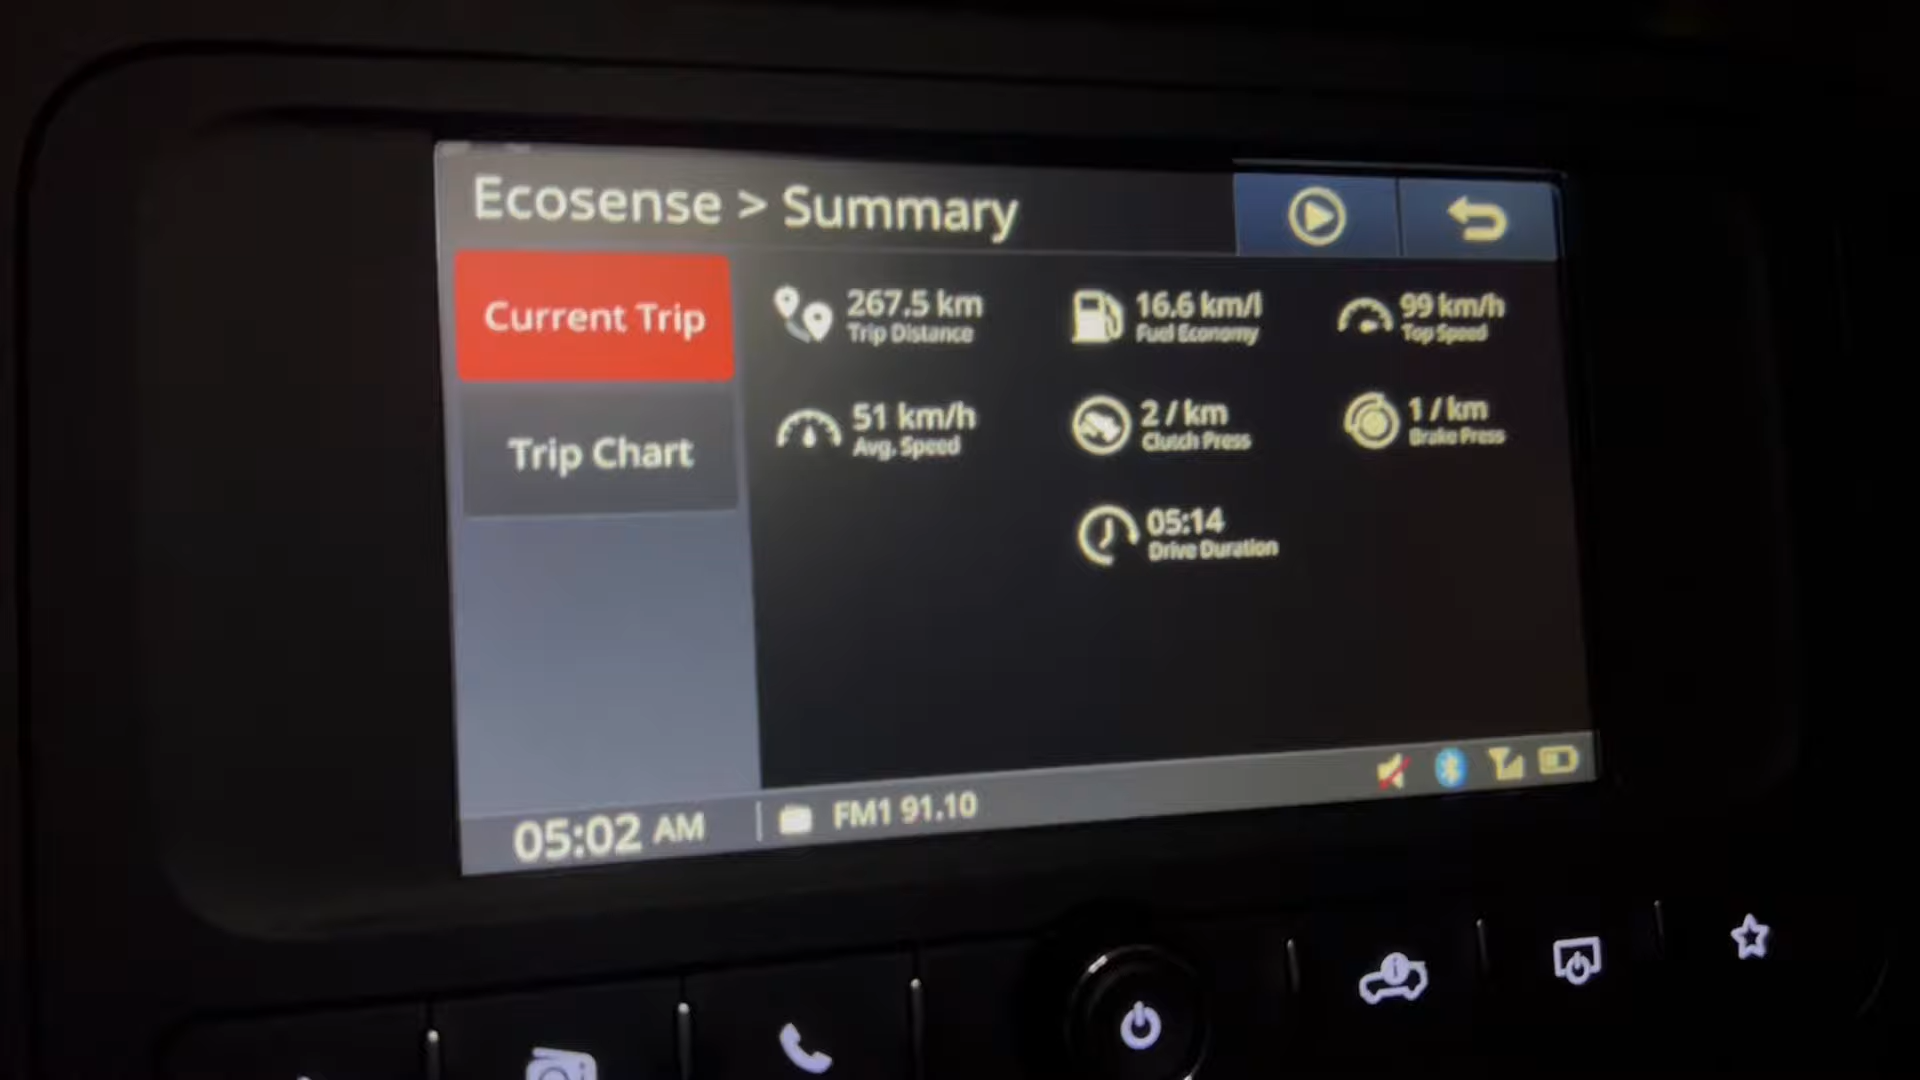 Ecosense > Summary
Current Trip
Trip Chart
267.5 km
Trip Distance
16.6 km/l
Fuel Economy
99 km/h
Top Speed
51 km/h
Avg. Speed
2 / km
Clutch Press
1 / km
Brake Press
05:14
Drive Duration
05:02 AM
FM1 91.10